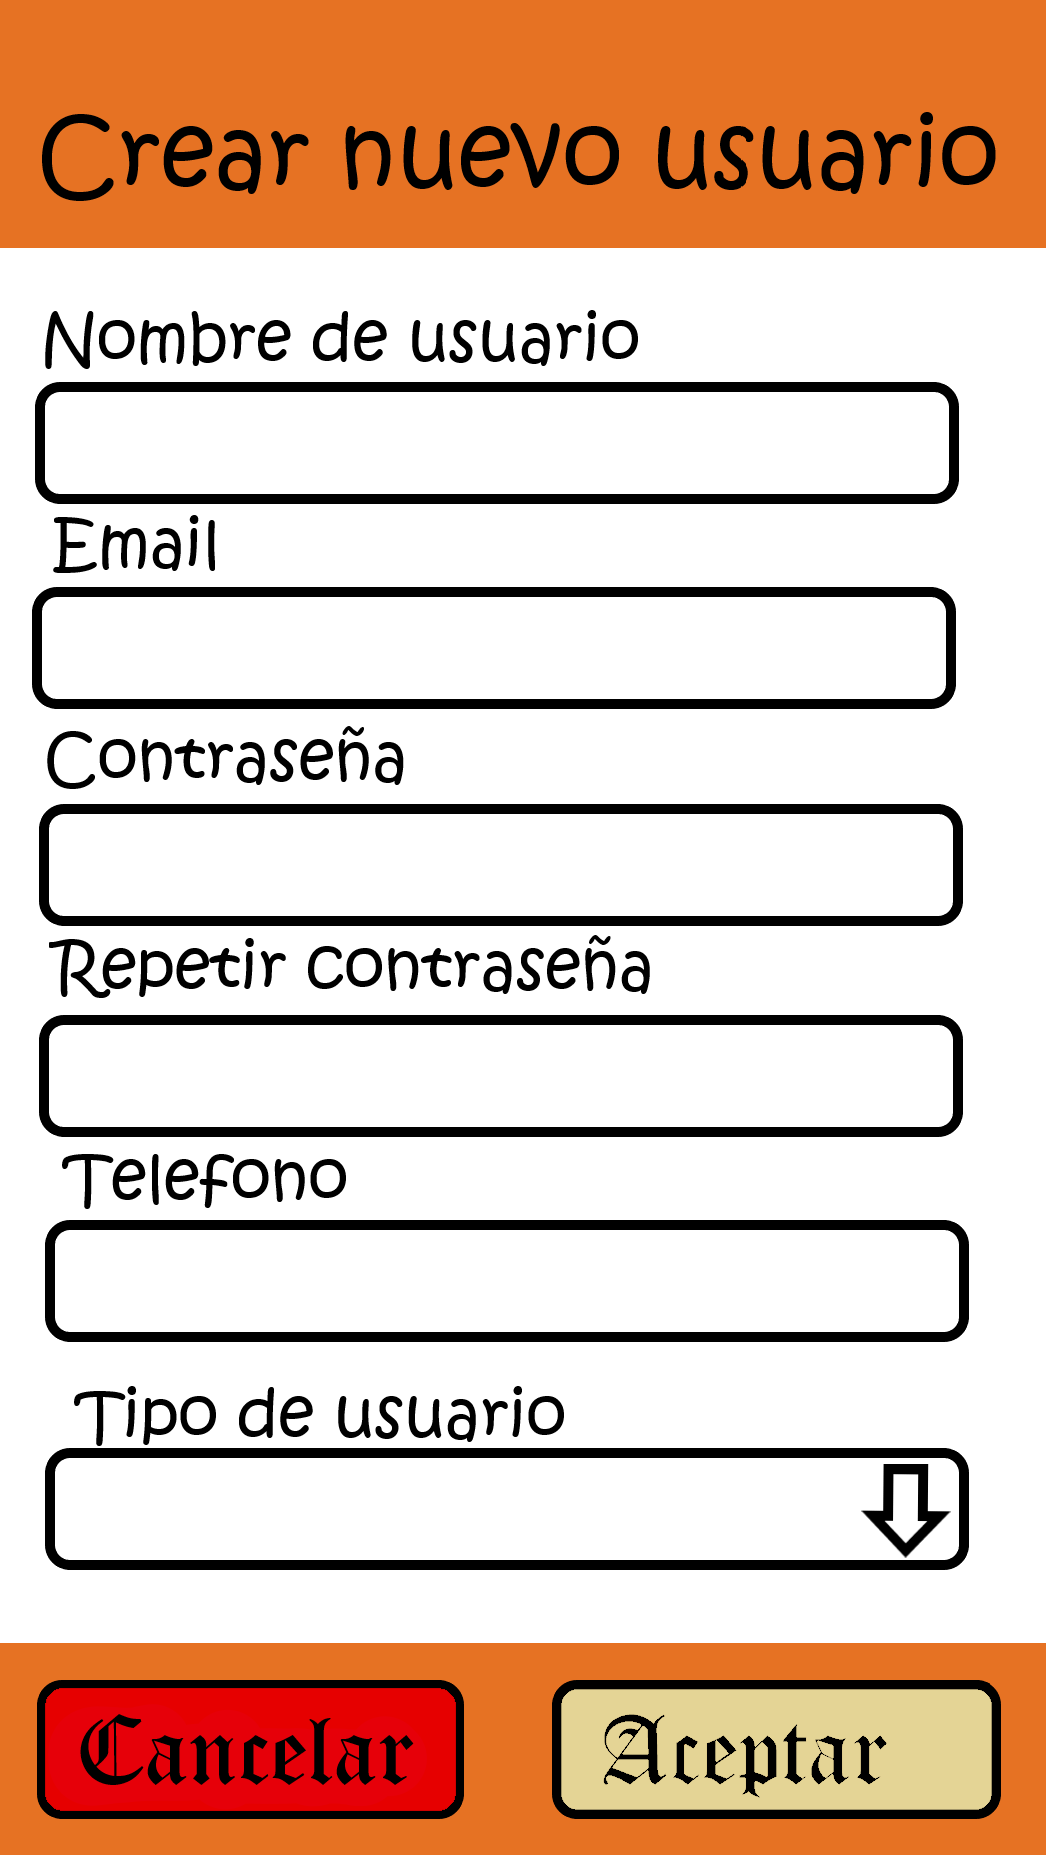 Crear nuevo usuario
Nombre de usuario
Email
Contraseña
Repetir contraseña
Telefono
Tipo de usuario
Cancelar Aceptar